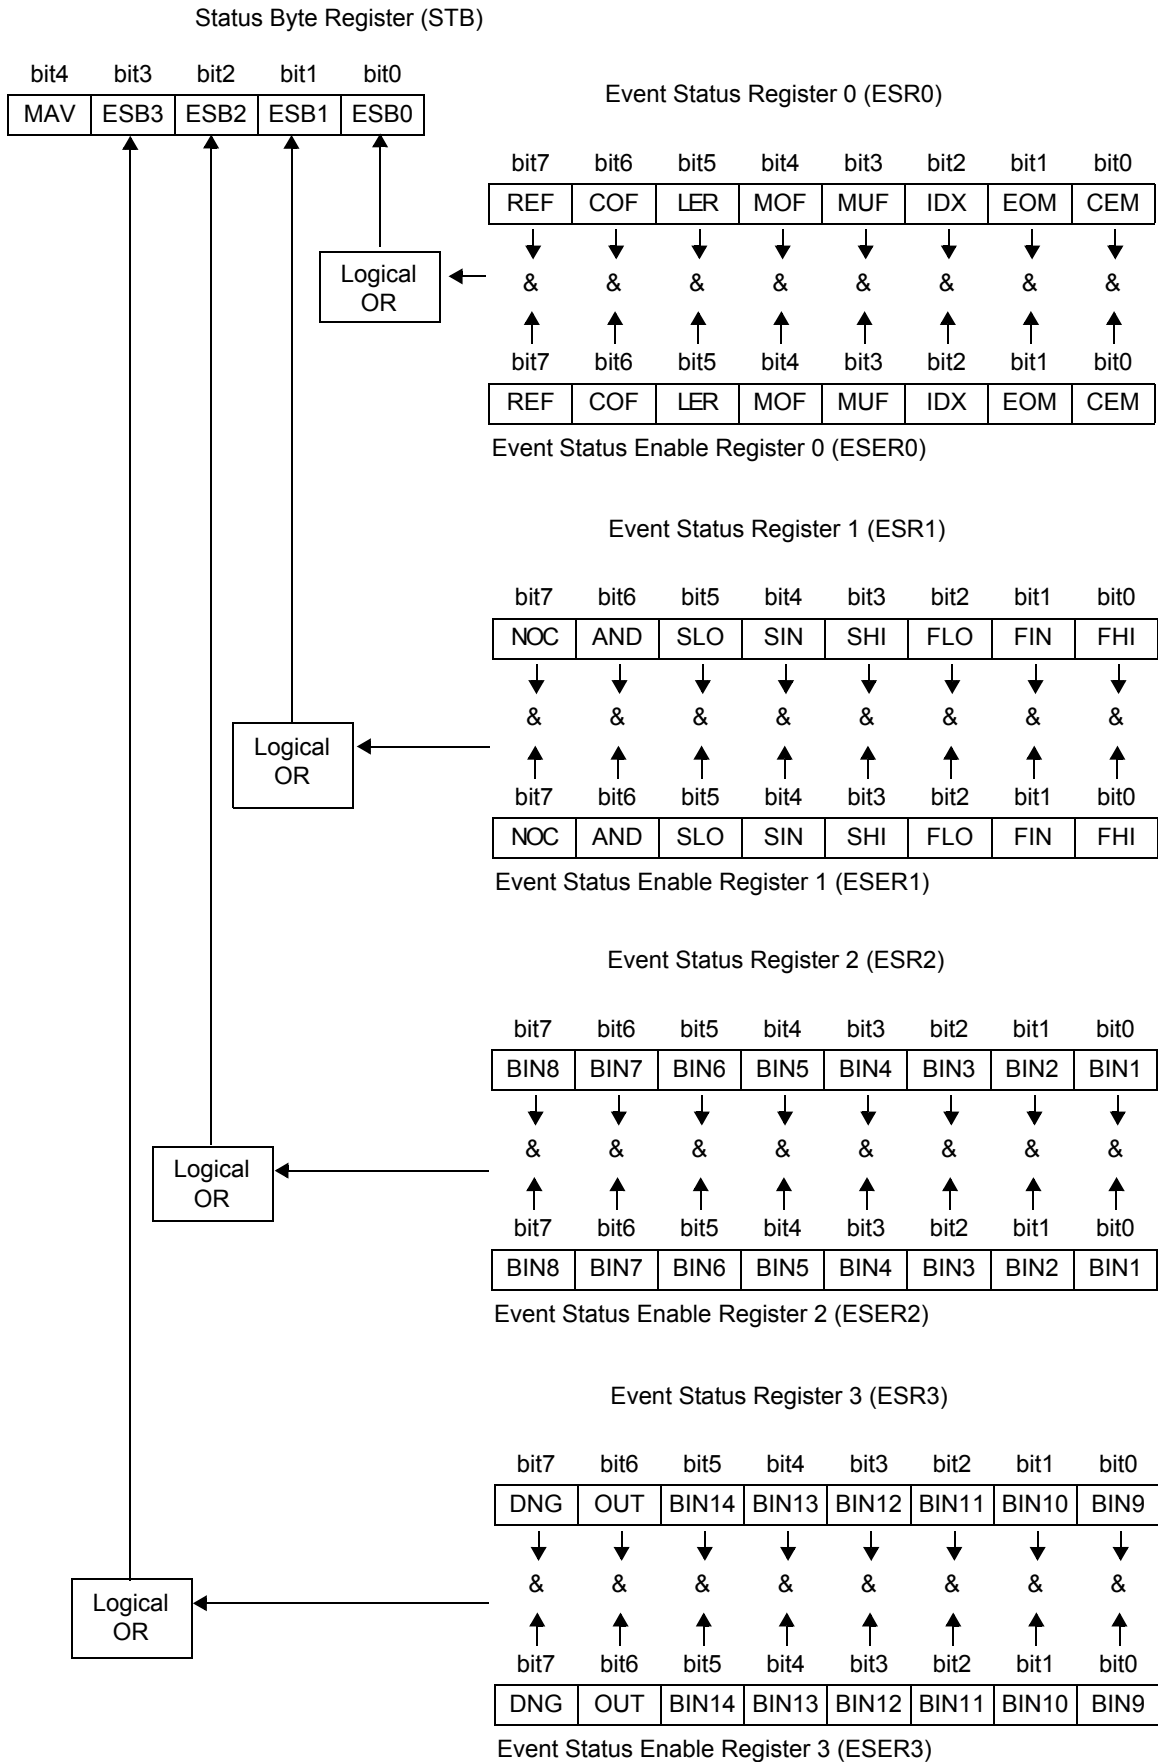 Status Byte Register (STB)
bit4 bit3 bit2 bit1 bit0
MAV ESB3 ESB2 ESB1 ESB0
Event Status Register 0 (ESR0)
bit7 bit6 bit5 bit4 bit3 bit2 bit1 bit0
REF COF LER MOF MUF IDX EOM CEM
Logical
OR
& & & & & & & &
bit7 bit6 bit5 bit4 bit3 bit2 bit1 bit0
REF COF LER MOF MUF IDX EOM CEM
Event Status Enable Register 0 (ESER0)
Event Status Register 1 (ESR1)
bit7 bit6 bit5 bit4 bit3 bit2 bit1 bit0
NOC AND SLO SIN SHI FLO FIN FHI
& & & & & & & &
Logical
OR
bit7 bit6 bit5 bit4 bit3 bit2 bit1 bit0
NOC AND SLO SIN SHI FLO FIN FHI
Event Status Enable Register 1 (ESER1)
Event Status Register 2 (ESR2)
bit7 bit6 bit5 bit4 bit3 bit2 bit1 bit0
BIN8 BIN7 BIN6 BIN5 BIN4 BIN3 BIN2 BIN1
& & & & & & & &
Logical
OR
bit7 bit6 bit5 bit4 bit3 bit2 bit1 bit0
BIN8 BIN7 BIN6 BIN5 BIN4 BIN3 BIN2 BIN1
Event Status Enable Register 2 (ESER2)
Event Status Register 3 (ESR3)
bit7 bit6 bit5 bit4 bit3 bit2 bit1 bit0
DNG OUT BIN14 BIN13 BIN12 BIN11 BIN10 BIN9
& & & & & & & &
Logical
OR
bit7 bit6 bit5 bit4 bit3 bit2 bit1 bit0
DNG OUT BIN14 BIN13 BIN12 BIN11 BIN10 BIN9
Event Status Enable Register 3 (ESER3)